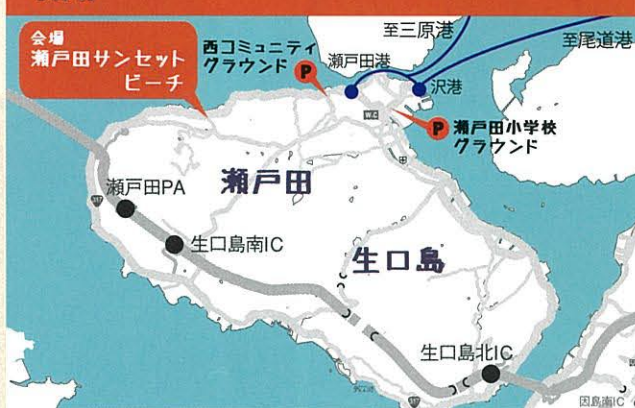 会場
瀬戸田サンセット
ビーチ
西コミュニティ
グラウンド
P
瀬戸田港
至三原港
至尾道港
沢港
W.C
P
瀬戸田小学校
グラウンド
瀬戸田
瀬戸田PA
317
生口島南IC
生口島
生口島北IC
317
因島南IC